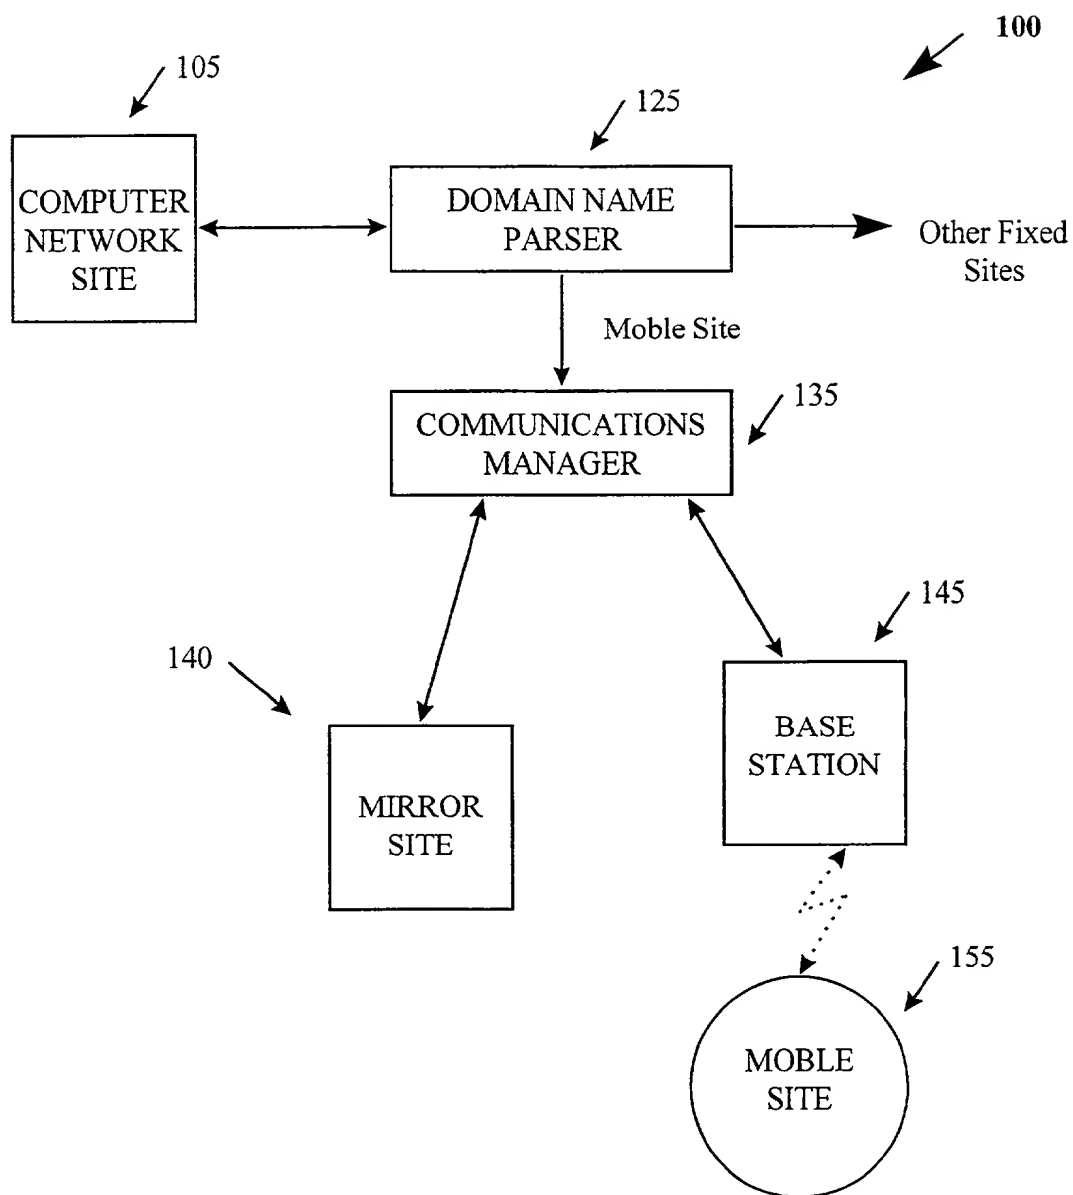 100
105
125
COMPUTER
NETWORK
SITE
DOMAIN NAME
PARSER
Other Fixed
Sites
Moble Site
135
COMMUNICATIONS
MANAGER
145
140
BASE
STATION
MIRROR
SITE
155
MOBLE
SITE